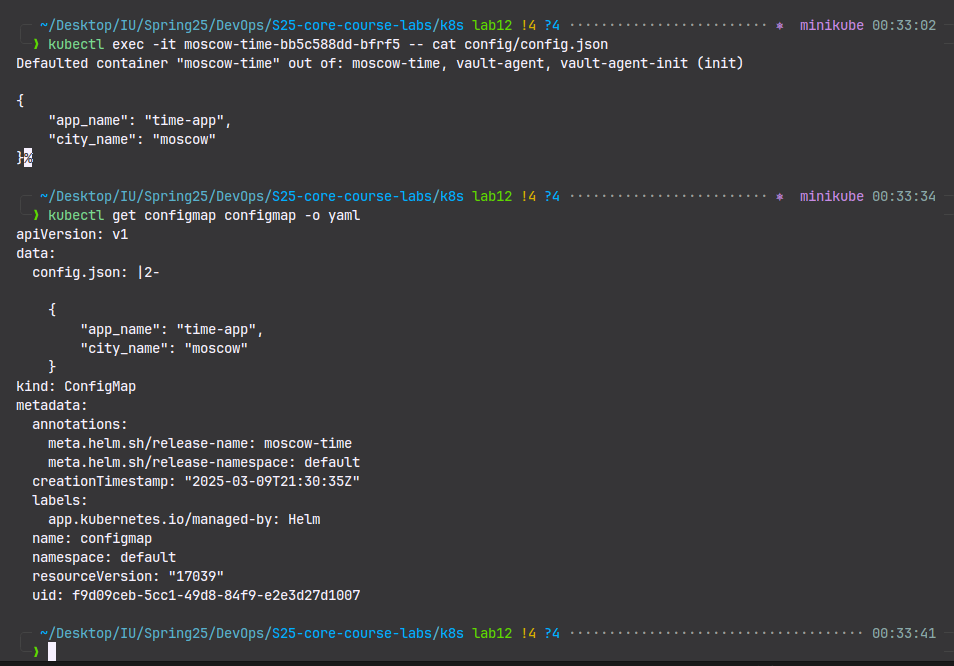 ~/Desktop/IU/Spring25/DevOps/S25-core-course-labs/k8s lab12 !4 ?4 ························· ⎈ minikube 00:33:02
❯ kubectl exec -it moscow-time-bb5c588dd-bfrf5 -- cat config/config.json
Defaulted container "moscow-time" out of: moscow-time, vault-agent, vault-agent-init (init)
{
    "app_name": "time-app",
    "city_name": "moscow"
}%
~/Desktop/IU/Spring25/DevOps/S25-core-course-labs/k8s lab12 !4 ?4 ························· ⎈ minikube 00:33:34
❯ kubectl get configmap configmap -o yaml
apiVersion: v1
data:
  config.json: |2-
    {
        "app_name": "time-app",
        "city_name": "moscow"
    }
kind: ConfigMap
metadata:
  annotations:
    meta.helm.sh/release-name: moscow-time
    meta.helm.sh/release-namespace: default
  creationTimestamp: "2025-03-09T21:30:35Z"
  labels:
    app.kubernetes.io/managed-by: Helm
  name: configmap
  namespace: default
  resourceVersion: "17039"
  uid: f9d09ceb-5cc1-49d8-84f9-e2e3d27d1007
~/Desktop/IU/Spring25/DevOps/S25-core-course-labs/k8s lab12 !4 ?4 ····································· 00:33:41
❯